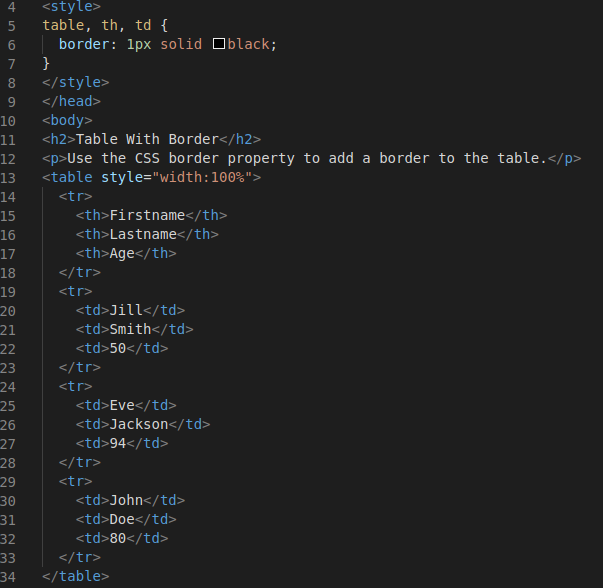 4 <style>
5 table, th, td {
6   border: 1px solid black;
7 }
8 </style>
9 </head>
10 <body>
11 <h2>Table With Border</h2>
12 <p>Use the CSS border property to add a border to the table.</p>
13 <table style="width:100%">
14   <tr>
15     <th>Firstname</th>
16     <th>Lastname</th>
17     <th>Age</th>
18   </tr>
19   <tr>
20     <td>Jill</td>
21     <td>Smith</td>
22     <td>50</td>
23   </tr>
24   <tr>
25     <td>Eve</td>
26     <td>Jackson</td>
27     <td>94</td>
28   </tr>
29   <tr>
30     <td>John</td>
31     <td>Doe</td>
32     <td>80</td>
33   </tr>
34 </table>